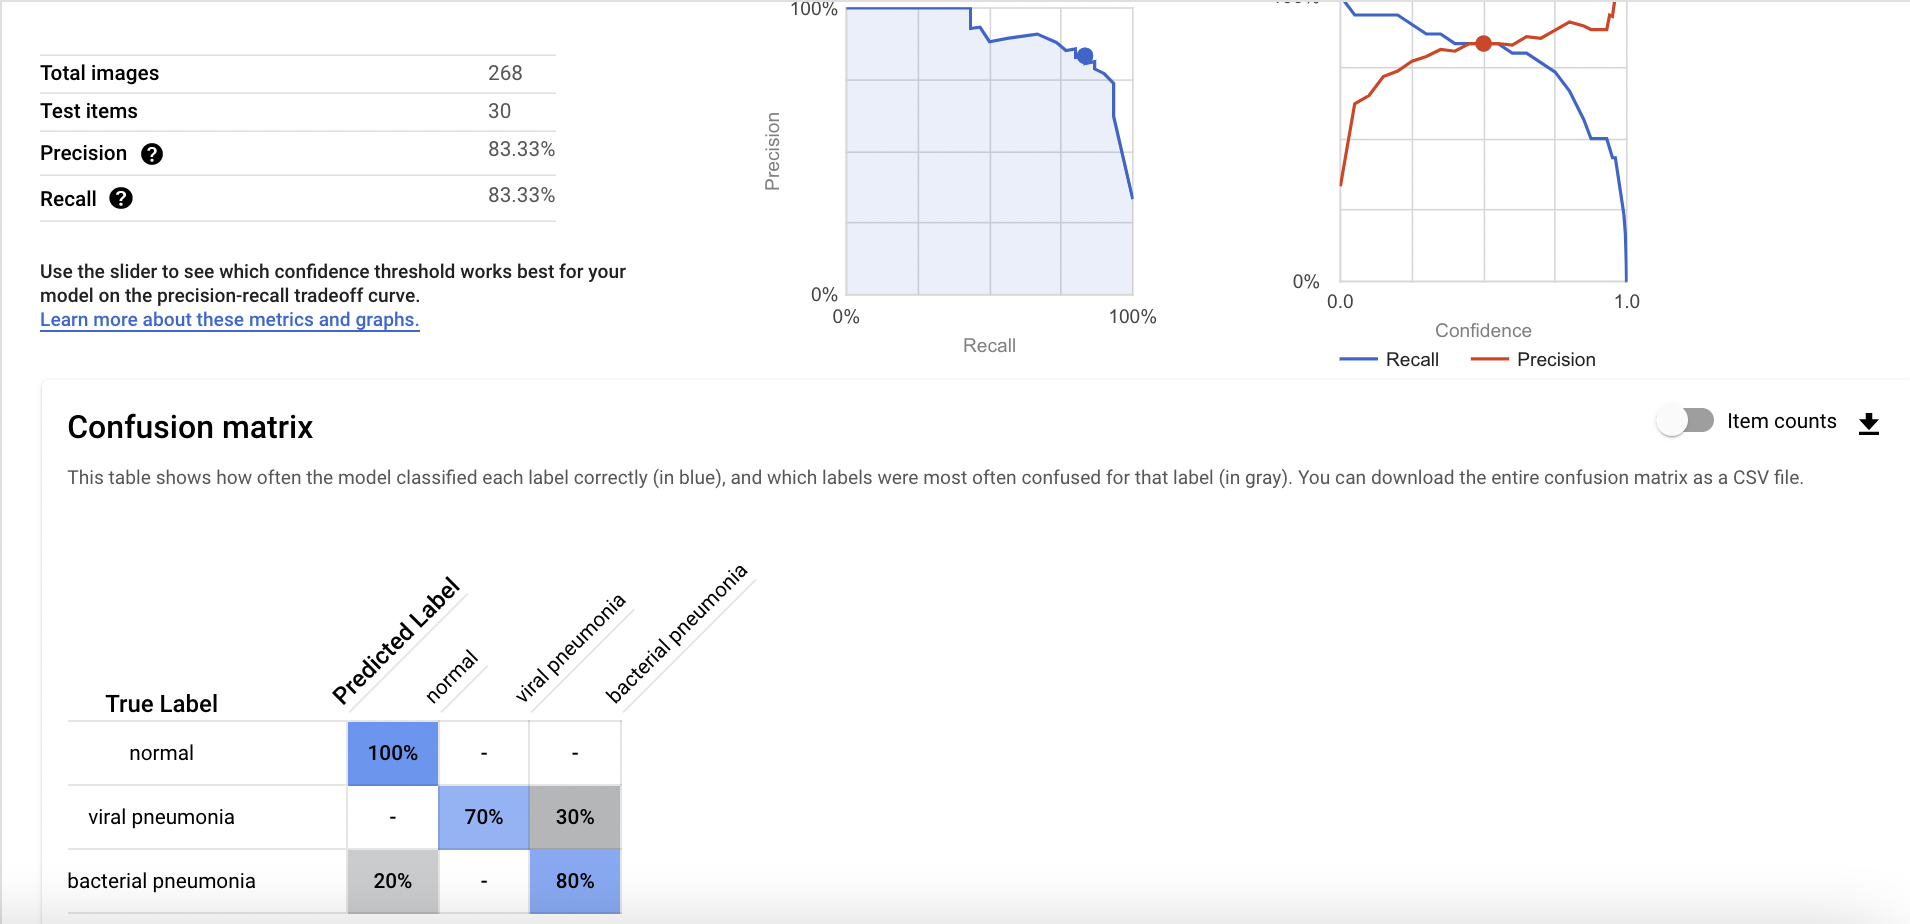 100%
Total images 268
Test items 30
Precision ? 83.33%
Recall ? 83.33%
Use the slider to see which confidence threshold works best for your
model on the precision-recall tradeoff curve.
Learn more about these metrics and graphs.
Precision
0%
0% 100%
Recall
0%
0.0 1.0
Confidence
Recall Precision
Confusion matrix
Item counts
This table shows how often the model classified each label correctly (in blue), and which labels were most often confused for that label (in gray). You can download the entire confusion matrix as a CSV file.
Predicted Label
normal
viral pneumonia
bacterial pneumonia
True Label
normal 100% - -
viral pneumonia - 70% 30%
bacterial pneumonia 20% - 80%